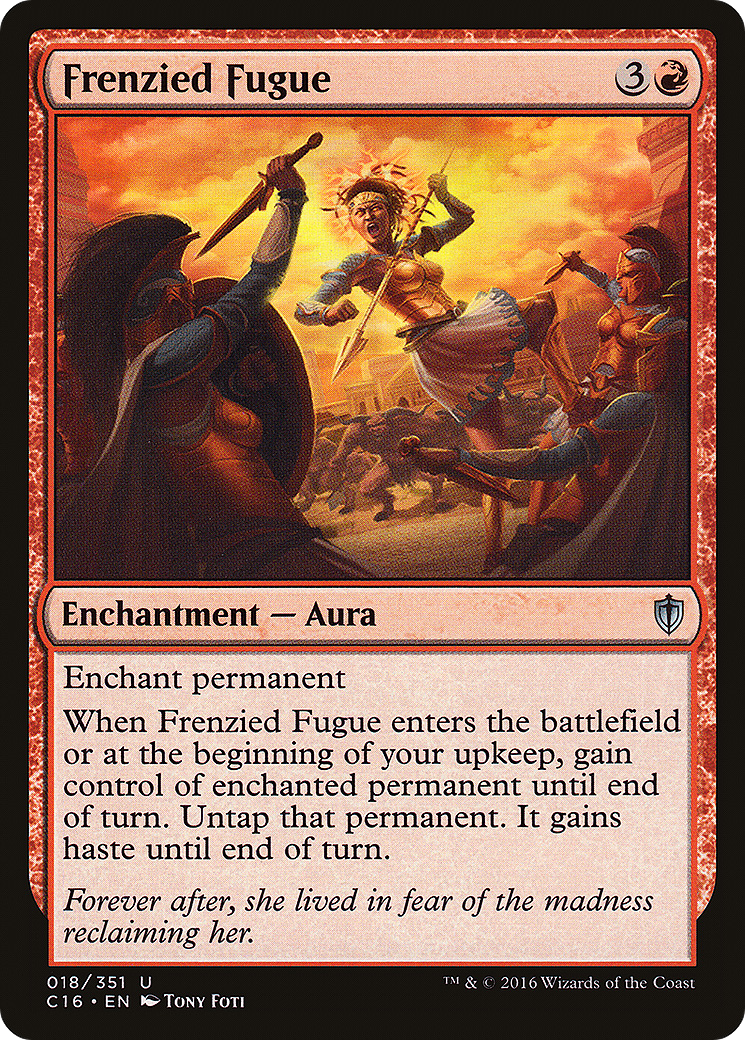 Frenzied Fugue 3
Enchantment — Aura
Enchant permanent
When Frenzied Fugue enters the battlefield
or at the beginning of your upkeep, gain
control of enchanted permanent until end
of turn. Untap that permanent. It gains
haste until end of turn.
Forever after, she lived in fear of the madness
reclaiming her.
018/351 U
C16 • EN Tony Foti
™ & © 2016 Wizards of the Coast